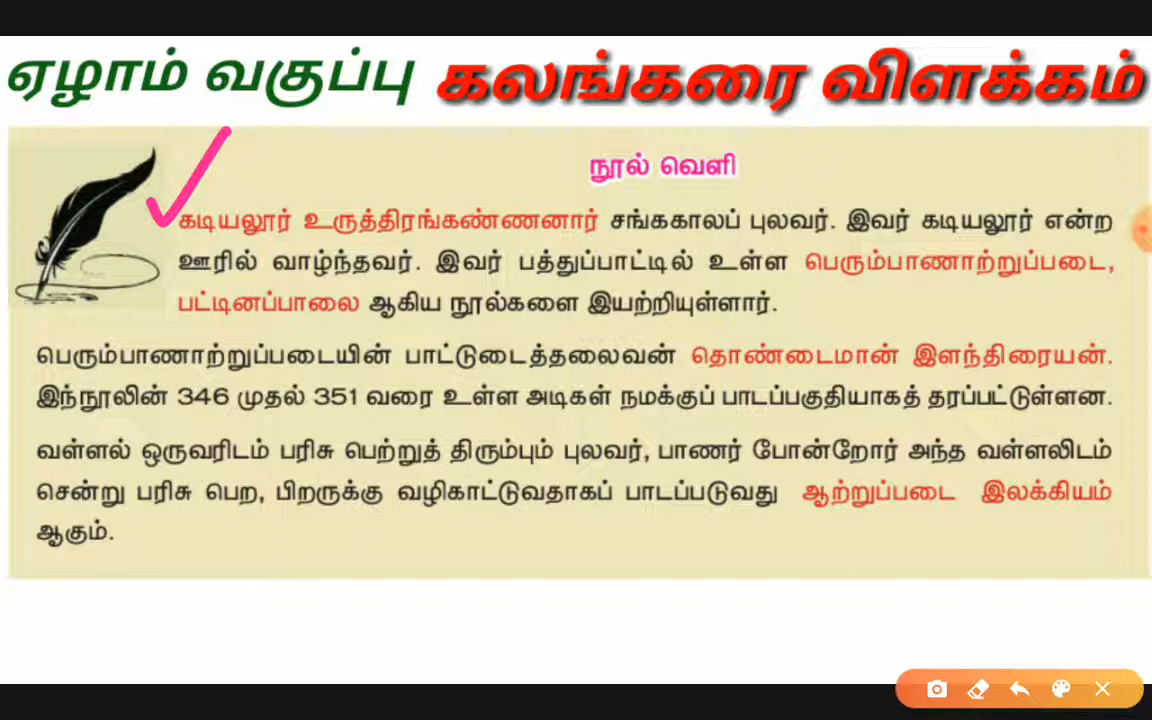 ஏழாம் வகுப்பு கலங்கரை விளக்கம்
நூல் வெளி
கடியலூர் உருத்திரங்கண்ணனார் சங்ககாலப் புலவர். இவர் கடியலூர் என்ற
ஊரில் வாழ்ந்தவர். இவர் பத்துப்பாட்டில் உள்ள பெரும்பாணாற்றுப்படை,
பட்டினப்பாலை ஆகிய நூல்களை இயற்றியுள்ளார்.
பெரும்பாணாற்றுப்படையின் பாட்டுடைத்தலைவன் தொண்டைமான் இளந்திரையன்.
இந்நூலின் 346 முதல் 351 வரை உள்ள அடிகள் நமக்குப் பாடப்பகுதியாகத் தரப்பட்டுள்ளன.
வள்ளல் ஒருவரிடம் பரிசு பெற்றுத் திரும்பும் புலவர், பாணர் போன்றோர் அந்த வள்ளலிடம்
சென்று பரிசு பெற, பிறருக்கு வழிகாட்டுவதாகப் பாடப்படுவது ஆற்றுப்படை இலக்கியம்
ஆகும்.